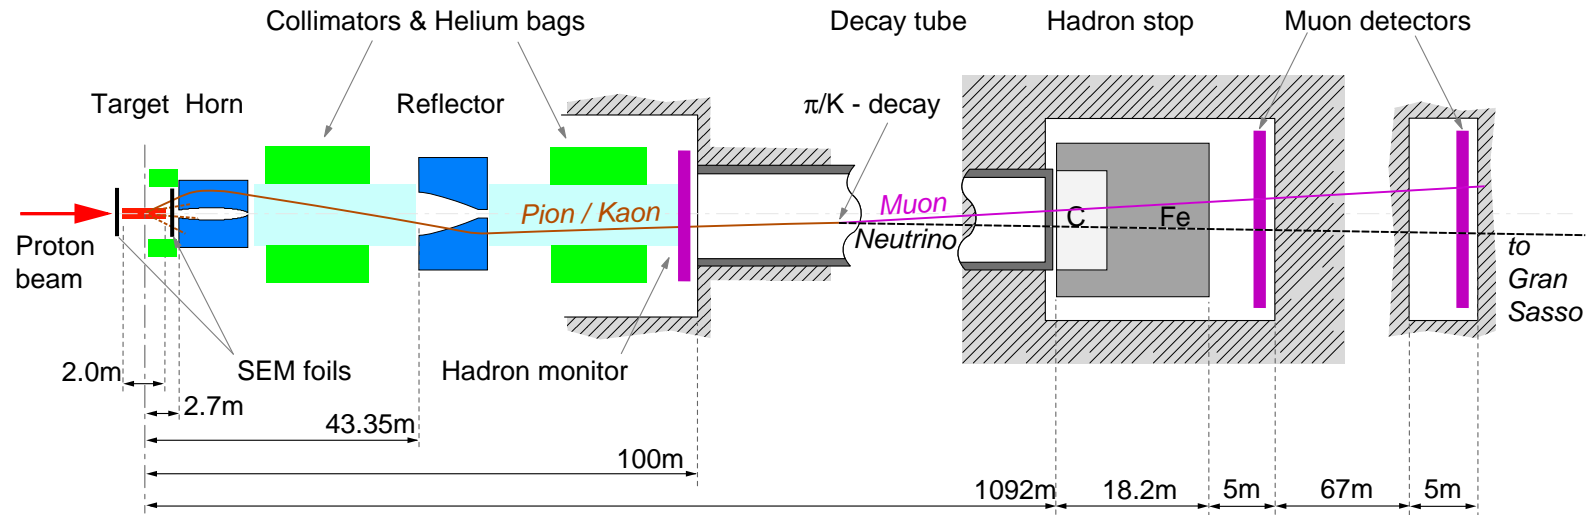 Collimators & Helium bags
Decay tube
Hadron stop
Muon detectors
Target
Horn
Reflector
π/K - decay
Proton
beam
Pion / Kaon
Muon
Neutrino
C
Fe
to
Gran
Sasso
SEM foils
Hadron monitor
2.0m
2.7m
43.35m
100m
1092m
18.2m
5m
67m
5m